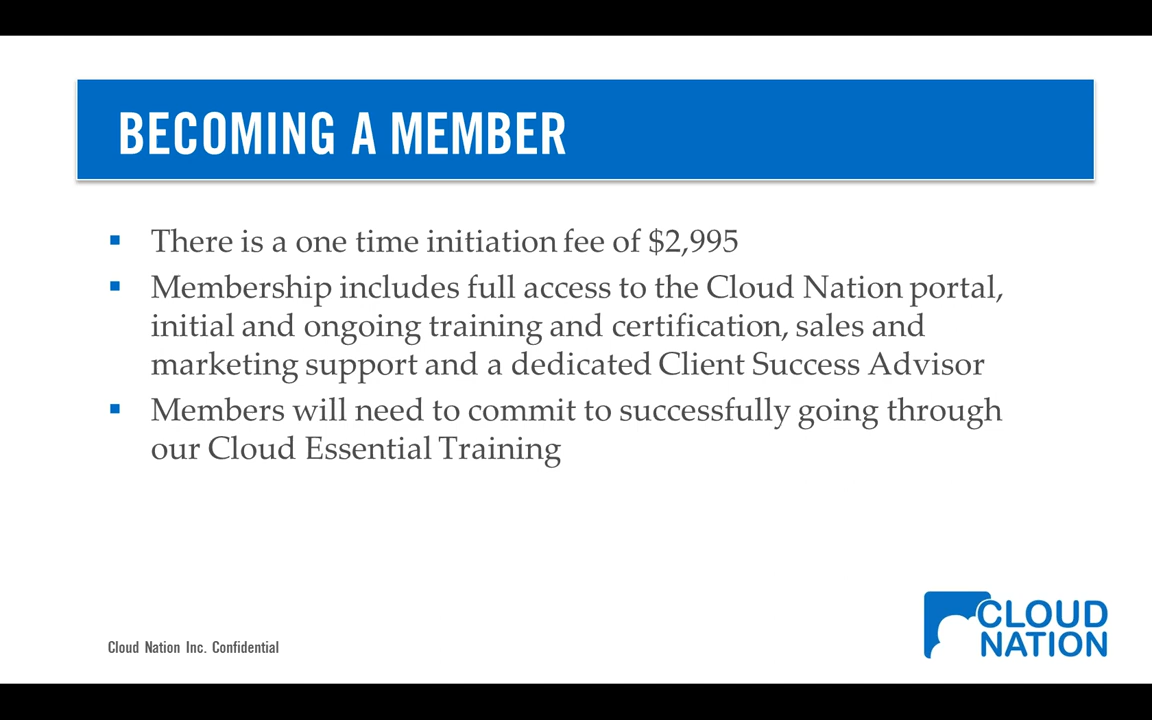 BECOMING A MEMBER
There is a one time initiation fee of $2,995
Membership includes full access to the Cloud Nation portal,
initial and ongoing training and certification, sales and
marketing support and a dedicated Client Success Advisor
Members will need to commit to successfully going through
our Cloud Essential Training
Cloud Nation Inc. Confidential
CLOUD
NATION